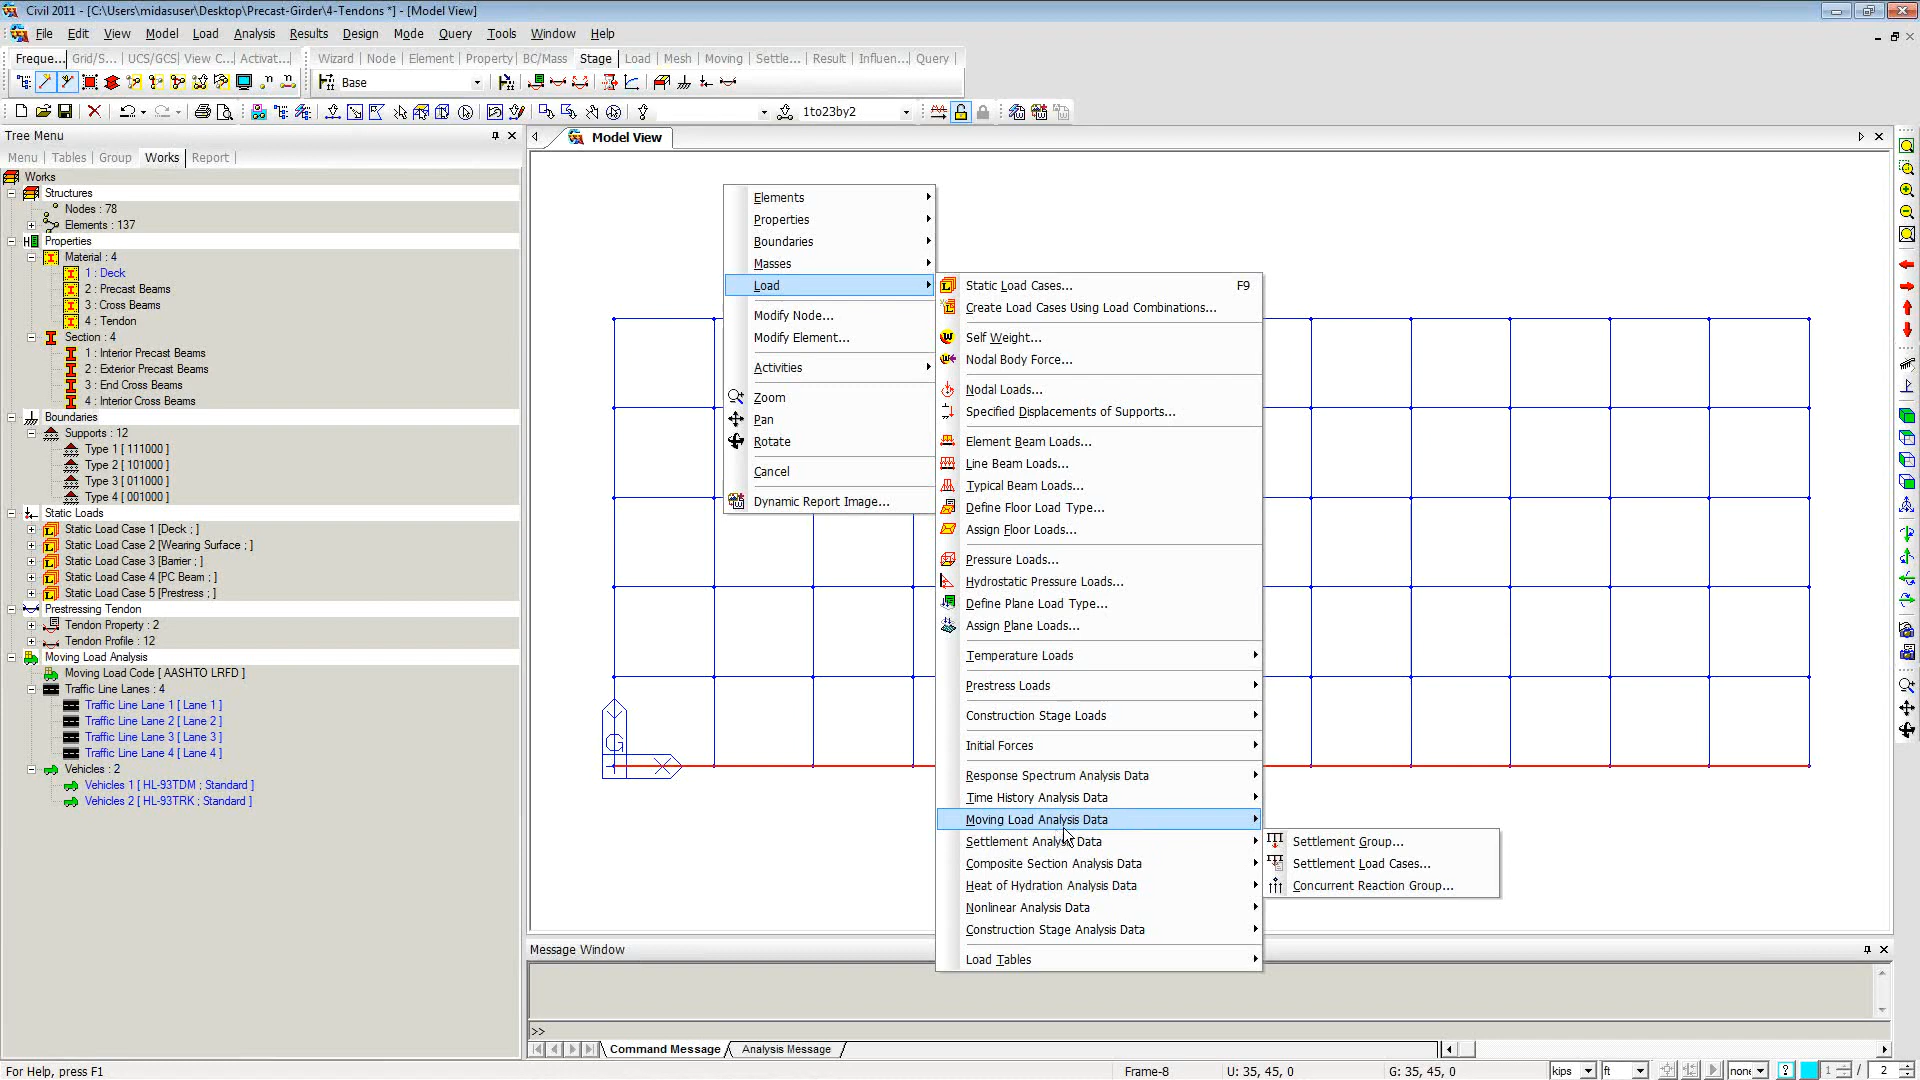 Civil 2011 - [C:\Users\midasuser\Desktop\Precast-Girder\4-Tendons *] - [Model View]
File Edit View Model Load Analysis Results Design Mode Query Tools Window Help
Freque... Grid/S... UCS/GCS View C... Activat... Wizard Node Element Property BC/Mass Stage Load Mesh Moving Settle... Result Influen... Query
Base
1to23by2
Tree Menu
Model View
Menu Tables Group Works Report
Works
Structures
Nodes : 78
Elements : 137
Properties
Material : 4
1 : Deck
2 : Precast Beams
3 : Cross Beams
4 : Tendon
Section : 4
1 : Interior Precast Beams
2 : Exterior Precast Beams
3 : End Cross Beams
4 : Interior Cross Beams
Boundaries
Supports : 12
Type 1 [ 111000 ]
Type 2 [ 101000 ]
Type 3 [ 011000 ]
Type 4 [ 001000 ]
Static Loads
Static Load Case 1 [Deck ; ]
Static Load Case 2 [Wearing Surface ; ]
Static Load Case 3 [Barrier ; ]
Static Load Case 4 [PC Beam ; ]
Static Load Case 5 [Prestress ; ]
Prestressing Tendon
Tendon Property : 2
Tendon Profile : 12
Moving Load Analysis
Moving Load Code [ AASHTO LRFD ]
Traffic Line Lanes : 4
Traffic Line Lane 1 [ Lane 1 ]
Traffic Line Lane 2 [ Lane 2 ]
Traffic Line Lane 3 [ Lane 3 ]
Traffic Line Lane 4 [ Lane 4 ]
Vehicles : 2
Vehicles 1 [ HL-93TDM ; Standard ]
Vehicles 2 [ HL-93TRK ; Standard ]
Elements
Properties
Boundaries
Masses
Load
Modify Node...
Modify Element...
Activities
Zoom
Pan
Rotate
Cancel
Dynamic Report Image...
Static Load Cases... F9
Create Load Cases Using Load Combinations...
Self Weight...
Nodal Body Force...
Nodal Loads...
Specified Displacements of Supports...
Element Beam Loads...
Line Beam Loads...
Typical Beam Loads...
Define Floor Load Type...
Assign Floor Loads...
Pressure Loads...
Hydrostatic Pressure Loads...
Define Plane Load Type...
Assign Plane Loads...
Temperature Loads
Prestress Loads
Construction Stage Loads
Initial Forces
Response Spectrum Analysis Data
Time History Analysis Data
Moving Load Analysis Data
Settlement Analysis Data
Composite Section Analysis Data
Heat of Hydration Analysis Data
Nonlinear Analysis Data
Construction Stage Analysis Data
Load Tables
Settlement Group...
Settlement Load Cases...
Concurrent Reaction Group...
Y
G
X
Message Window
>>
Command Message Analysis Message
For Help, press F1 Frame-8 U: 35, 45, 0 G: 35, 45, 0 kips ft none ? 1 / 2